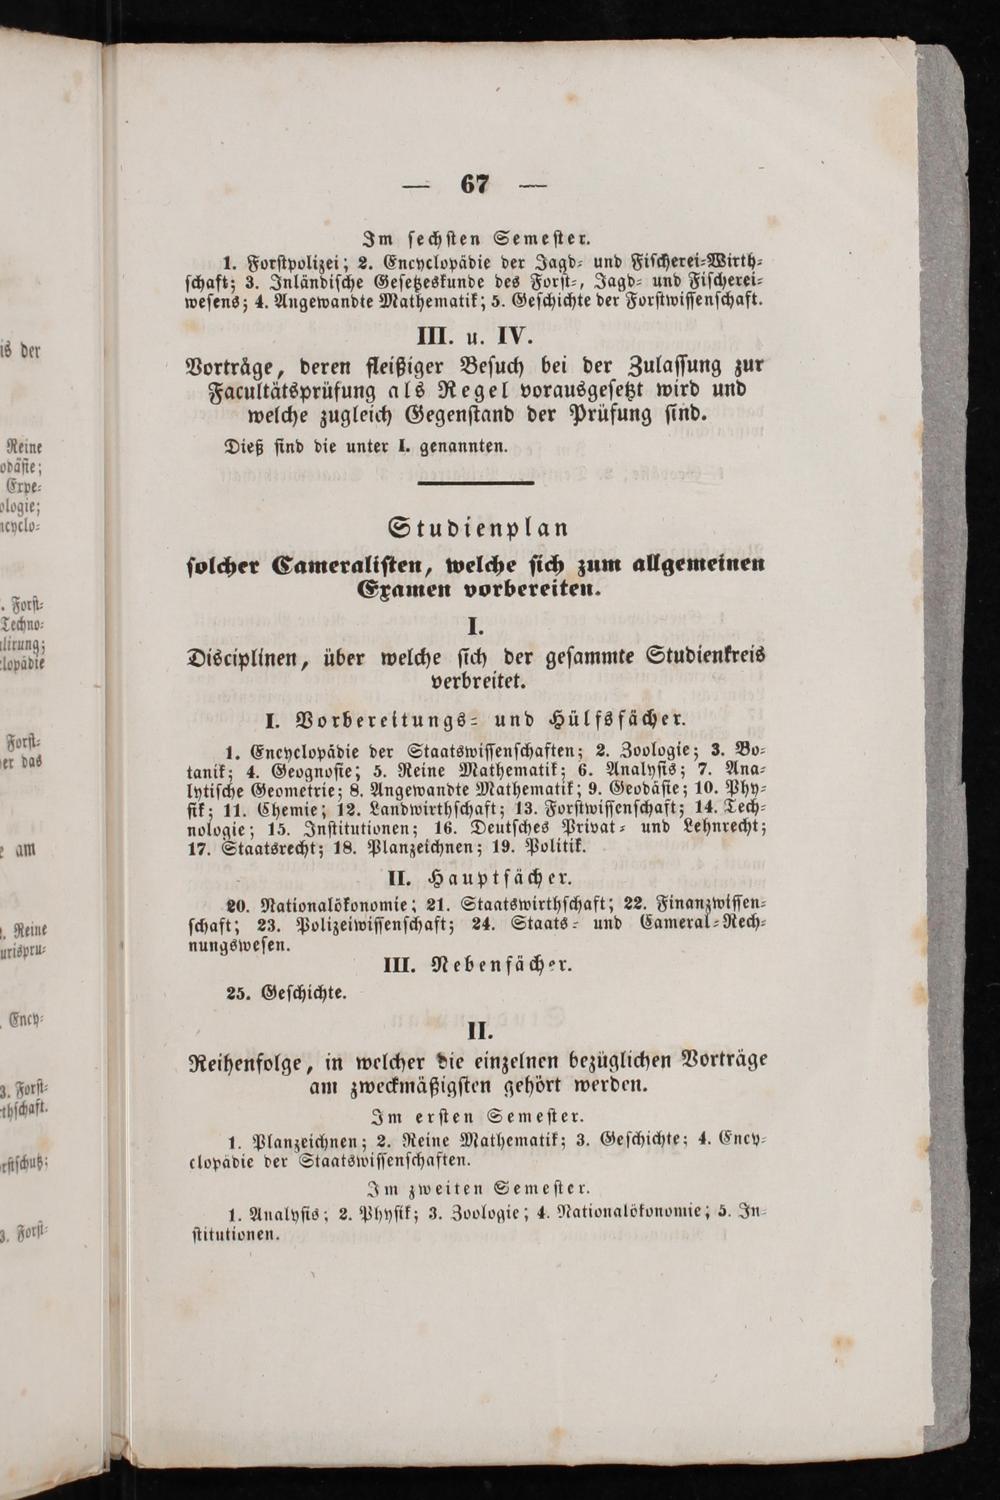 — 67 —
Im sechsten Semester.
1. Forstpolizei; 2. Encyclopädie der Jagd- und Fischerei-Wirth-
schaft; 3. Inländische Gesetzeskunde des Forst-, Jagd- und Fischerei-
wesens; 4. Angewandte Mathematik; 5. Geschichte der Forstwissenschaft.
III. u. IV.
Vorträge, deren fleißiger Besuch bei der Zulassung zur
Facultätsprüfung als Regel vorausgesetzt wird und
welche zugleich Gegenstand der Prüfung sind.
Dieß sind die unter I. genannten.
Studienplan
solcher Cameralisten, welche sich zum allgemeinen
Examen vorbereiten.
I.
Disciplinen, über welche sich der gesammte Studienkreis
verbreitet.
I. Vorbereitungs- und Hülfsfächer.
1. Encyclopädie der Staatswissenschaften; 2. Zoologie; 3. Bo-
tanik; 4. Geognosie; 5. Reine Mathematik; 6. Analysis; 7. Ana-
lytische Geometrie; 8. Angewandte Mathematik; 9. Geodäsie; 10. Phy-
sik; 11. Chemie; 12. Landwirthschaft; 13. Forstwissenschaft; 14. Tech-
nologie; 15. Institutionen; 16. Deutsches Privat- und Lehnrecht;
17. Staatsrecht; 18. Planzeichnen; 19. Politik.
II. Hauptfächer.
20. Nationalökonomie; 21. Staatswirthschaft; 22. Finanzwissen-
schaft; 23. Polizeiwissenschaft; 24. Staats- und Cameral-Rech-
nungswesen.
III. Nebenfächer.
25. Geschichte.
II.
Reihenfolge, in welcher die einzelnen bezüglichen Vorträge
am zweckmäßigsten gehört werden.
Im ersten Semester.
1. Planzeichnen; 2. Reine Mathematik; 3. Geschichte; 4. Ency-
clopädie der Staatswissenschaften.
Im zweiten Semester.
1. Analysis; 2. Physik; 3. Zoologie; 4. Nationalökonomie; 5. In-
stitutionen.